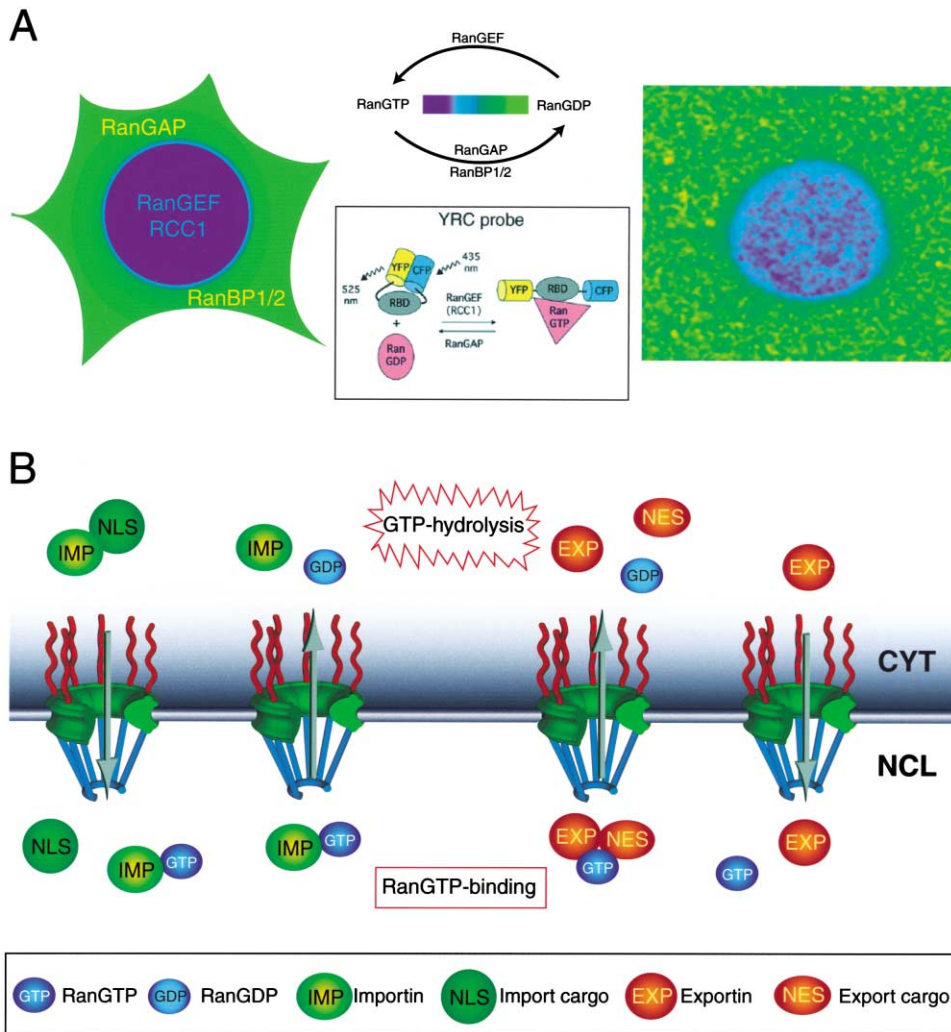 A
RanGEF
RanGTP
RanGDP
RanGAP
RanBP1/2
RanGAP
RanGEF
RCC1
RanBP1/2
YRC probe
YFP
CFP
435
nm
525
nm
RBD
+
Ran
GDP
RanGEF
(RCC1)
RanGAP
YFP
RBD
CFP
Ran
GTP
B
IMP
NLS
IMP
GDP
GTP-hydrolysis
EXP
NES
GDP
EXP
CYT
NCL
NLS
IMP
GTP
IMP
GTP
RanGTP-binding
EXP
NES
GTP
GTP
EXP
GTP RanGTP
GDP RanGDP
IMP Importin
NLS Import cargo
EXP Exportin
NES Export cargo